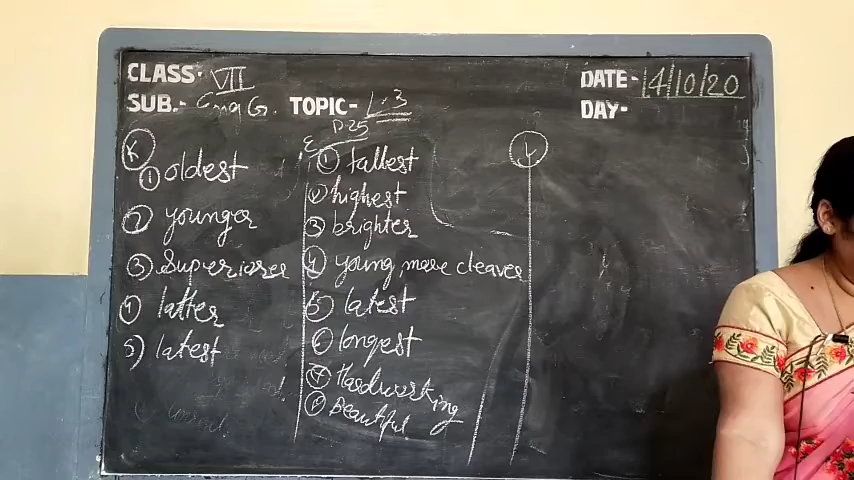 CLASS- VII
SUB.- Eng G.
TOPIC- L-3
DATE- 14/10/20
DAY-
K
① oldest
② younger
③ Superiorer
④ latter
5) latest
P-25
E
① tallest
② highest
③ brighter
④ young more cleaver
⑤ latest
⑥ longest
⑦ Hardworking
⑧ Beautiful